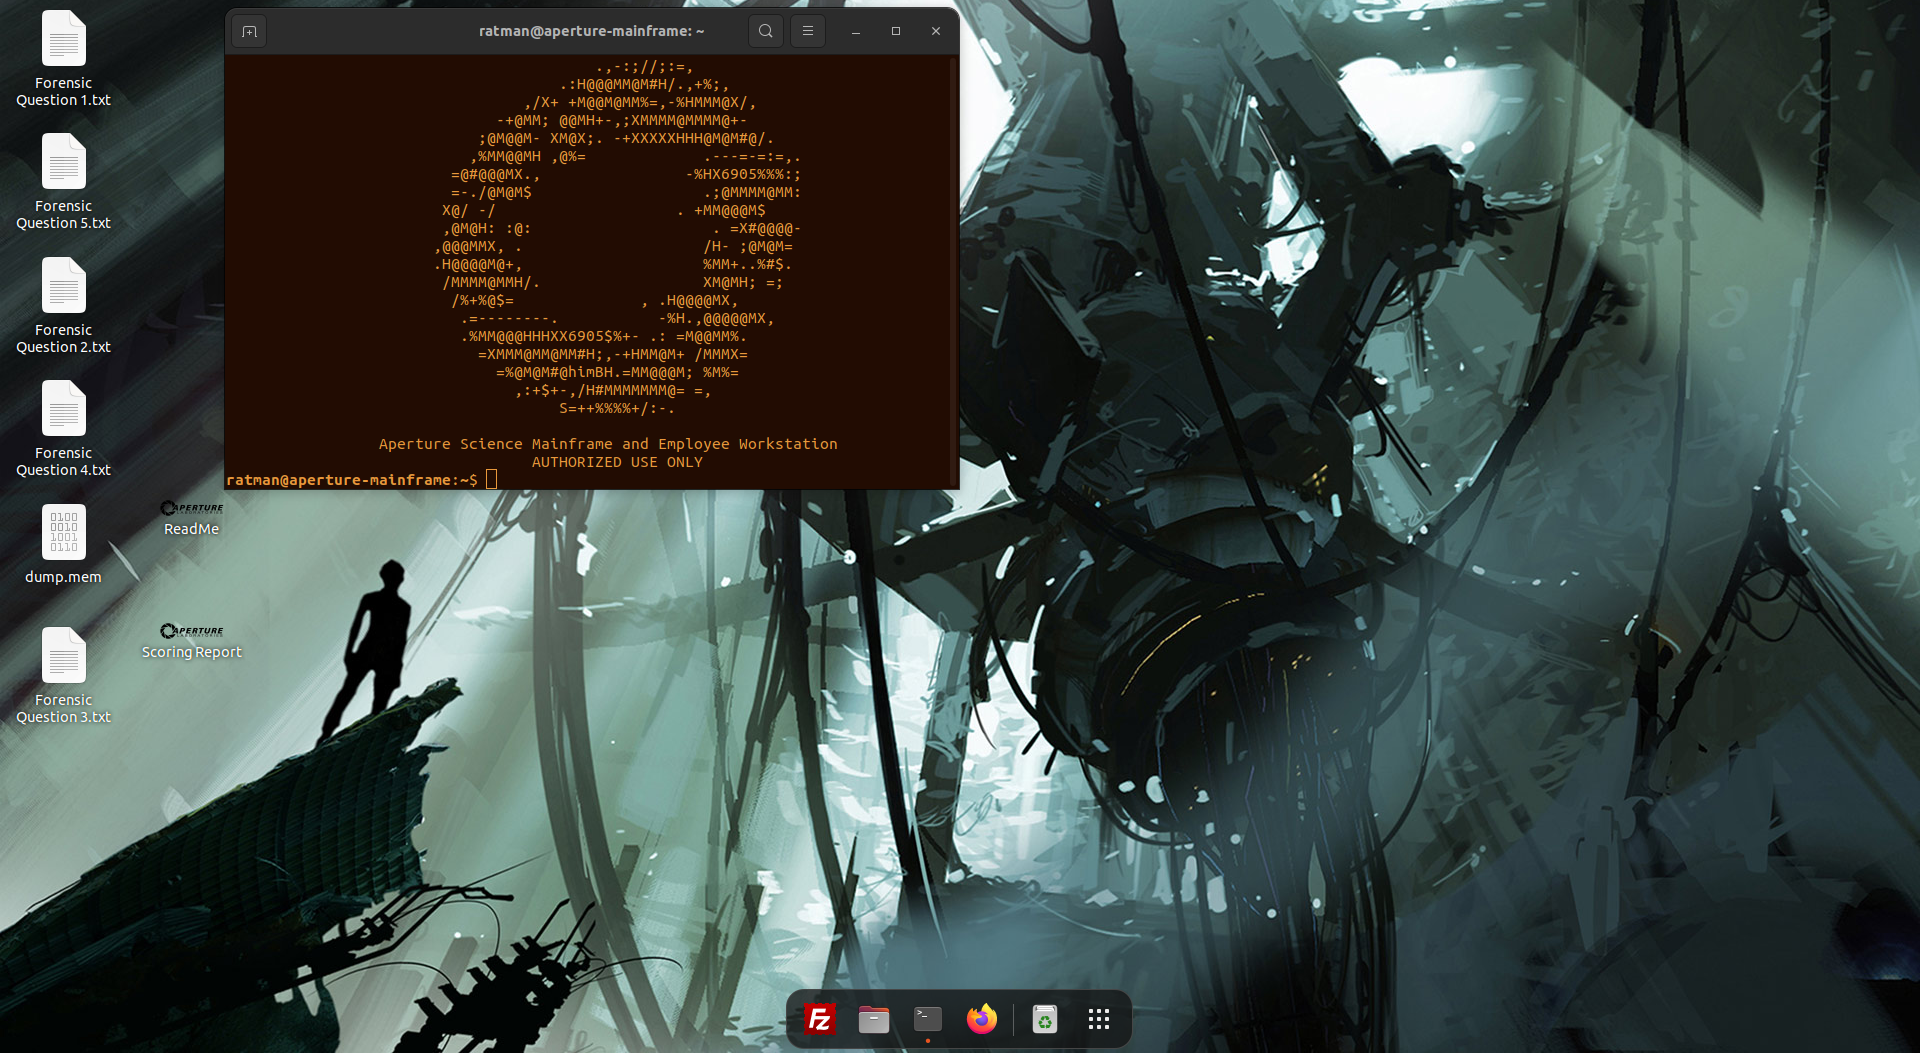 ratman@aperture-mainframe: ~
.,-:;//;:=,
.:H@@@MM@M#H/.,+%;,
,/X+ +M@@M@MM%=,-%HMMM@X/,
-+@MM; @@MH+-,;XMMMM@MMMM@+-
;@M@@M- XM@X;. -+XXXXXHHH@M@M#@/.
,%MM@@MH ,@%= .---=-=:=,.
=@#@@@MX., -%HX6905%%%:;
=-./@M@M$ .;@MMMM@MM:
X@/ -/ . +MM@@@M$
,@M@H: :@: . =X#@@@@-
,@@@MMX, . /H- ;@M@M=
.H@@@@M@+, %MM+..%#$.
/MMMM@MMH/. XM@MH; =;
/%+%@$= , .H@@@@MX,
.=--------. -%H.,@@@@@MX,
.%MM@@@HHHXX6905$%+- .: =M@@MM%.
=XMMM@MM@MM#H;,-+HMM@M+ /MMMX=
=%@M@M#@himBH.=MM@@@M; %M%=
,:+$+-,/H#MMMMMMM@= =,
S=++%%%%+/:-.
Aperture Science Mainframe and Employee Workstation
AUTHORIZED USE ONLY
ratman@aperture-mainframe:~$
Forensic
Question 1.txt
Forensic
Question 5.txt
Forensic
Question 2.txt
Forensic
Question 4.txt
0100
0010
1001
0110
dump.mem
Forensic
Question 3.txt
APERTURE
LABORATORIES
ReadMe
APERTURE
LABORATORIES
Scoring Report
Fz
>_